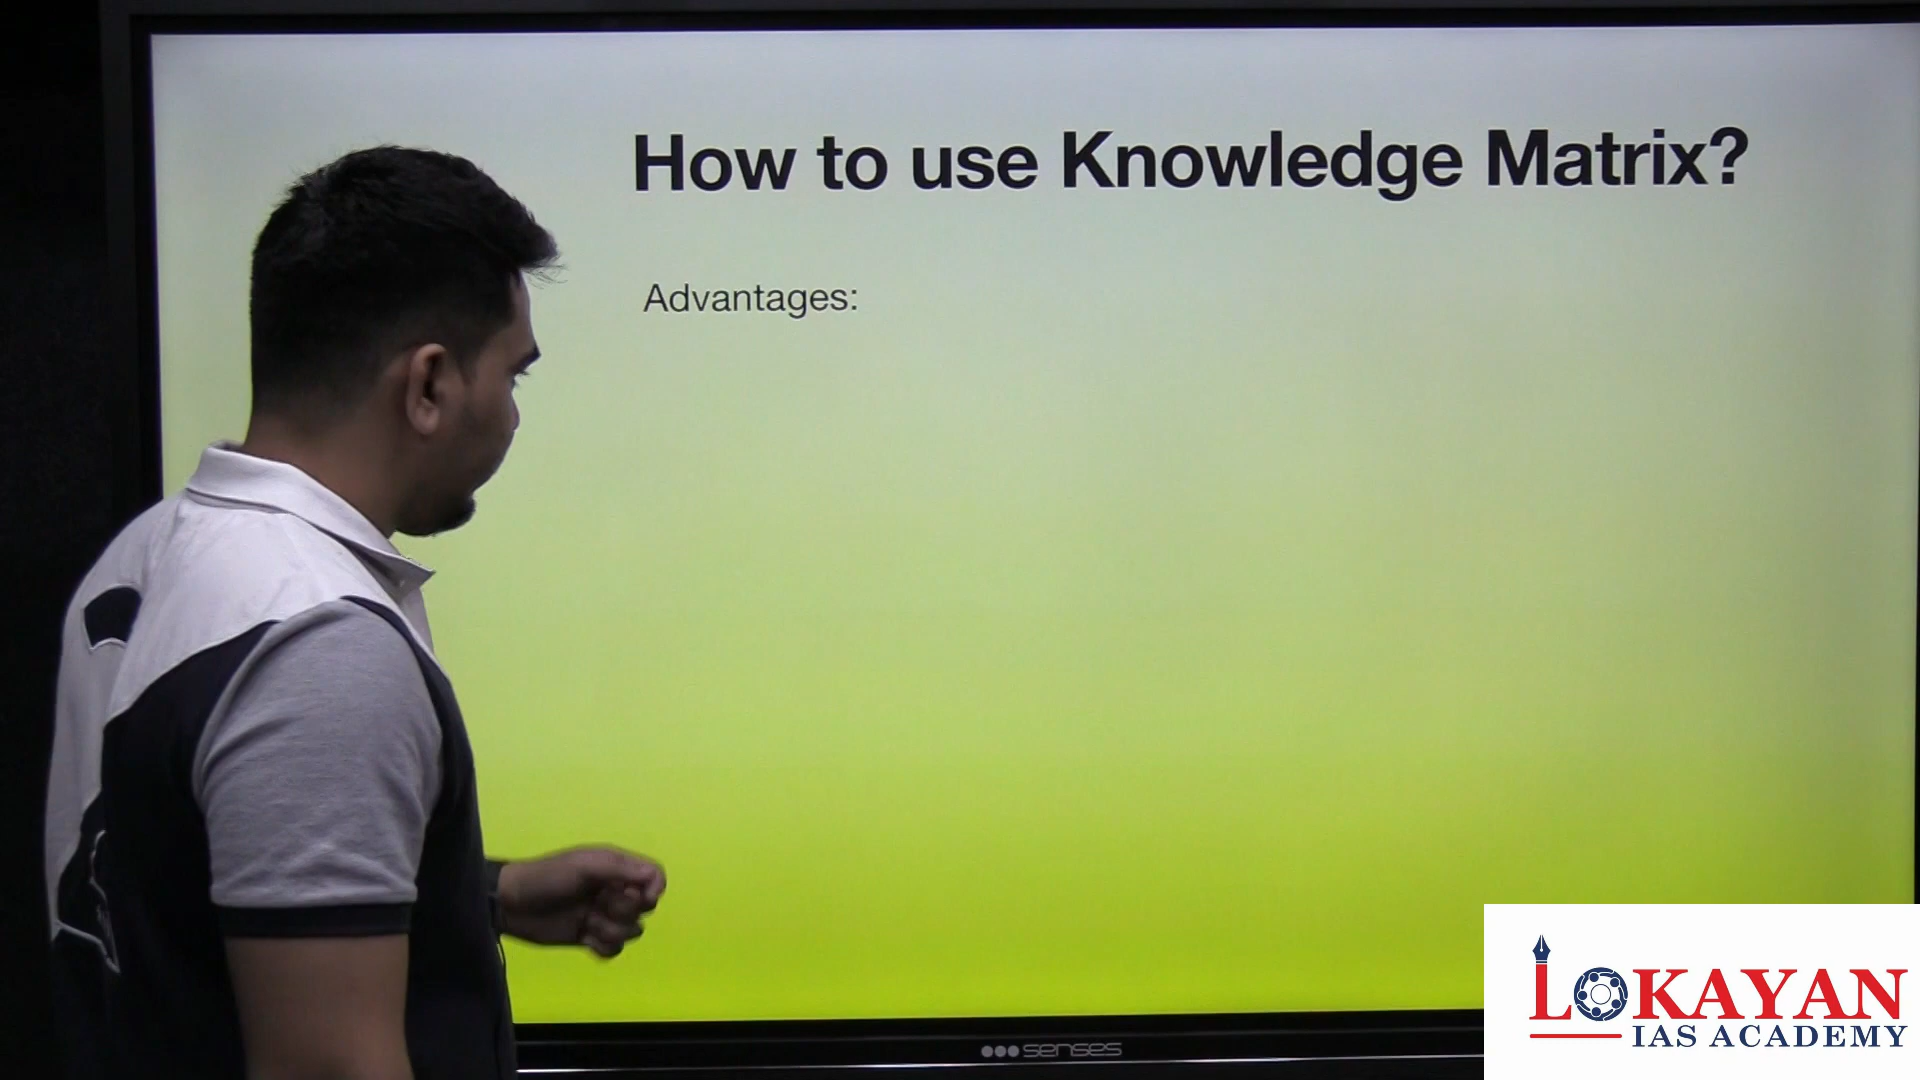 How to use Knowledge Matrix?
Advantages:
senses
LOKAYAN
IAS ACADEMY